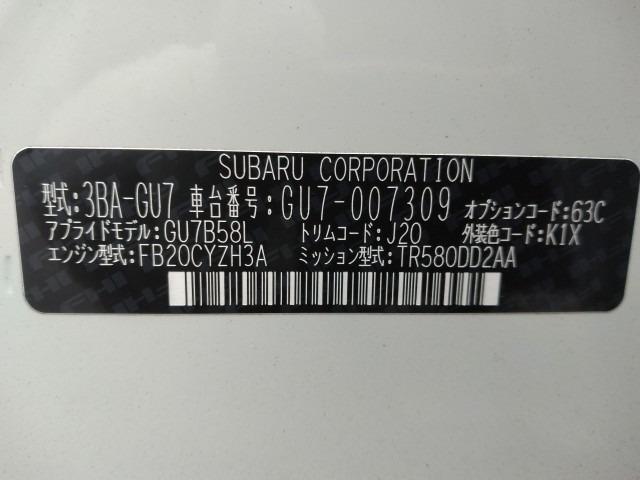 SUBARU CORPORATION
型式:3BA-GU7 車台番号:GU7-007309 オプションコード:63C
アプライドモデル:GU7B58L トリムコード:J20 外装色コード:K1X
エンジン型式:FB20CYZH3A ミッション型式:TR580DD2AA